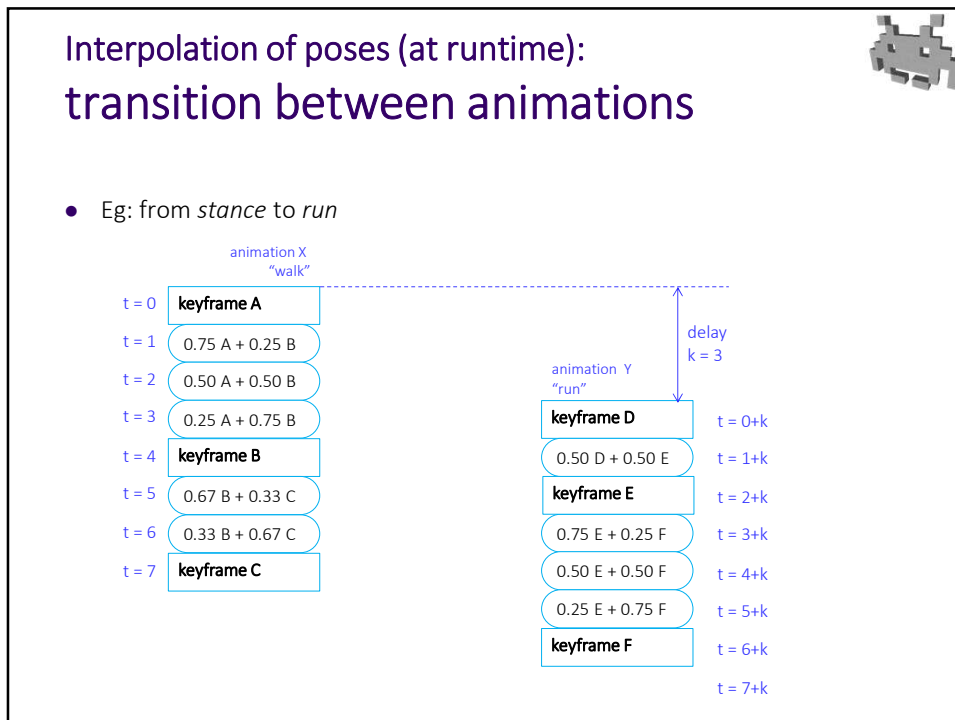 Interpolation of poses (at runtime):
transition between animations
● Eg: from stance to run
animation X
“walk”
t = 0 keyframe A
t = 1 0.75 A + 0.25 B
t = 2 0.50 A + 0.50 B
t = 3 0.25 A + 0.75 B
t = 4 keyframe B
t = 5 0.67 B + 0.33 C
t = 6 0.33 B + 0.67 C
t = 7 keyframe C
delay
k = 3
animation Y
“run”
keyframe D t = 0+k
0.50 D + 0.50 E t = 1+k
keyframe E t = 2+k
0.75 E + 0.25 F t = 3+k
0.50 E + 0.50 F t = 4+k
0.25 E + 0.75 F t = 5+k
keyframe F t = 6+k
t = 7+k